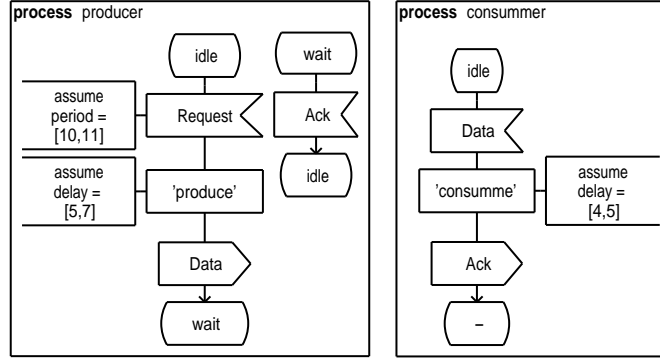 process producer
idle
wait
assume
period =
[10,11]
Request
Ack
assume
delay =
[5,7]
'produce'
idle
Data
wait
process consummer
idle
Data
'consumme'
assume
delay =
[4,5]
Ack
–